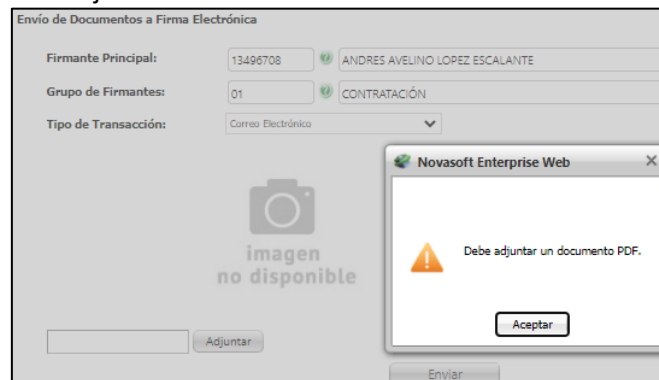 Envío de Documentos a Firma Electrónica
Firmante Principal: 13496708 ANDRES AVELINO LOPEZ ESCALANTE
Grupo de Firmantes: 01 CONTRATACIÓN
Tipo de Transacción: Correo Electrónico
Novasoft Enterprise Web
Debe adjuntar un documento PDF.
Aceptar
imagen
no disponible
Adjuntar
Enviar